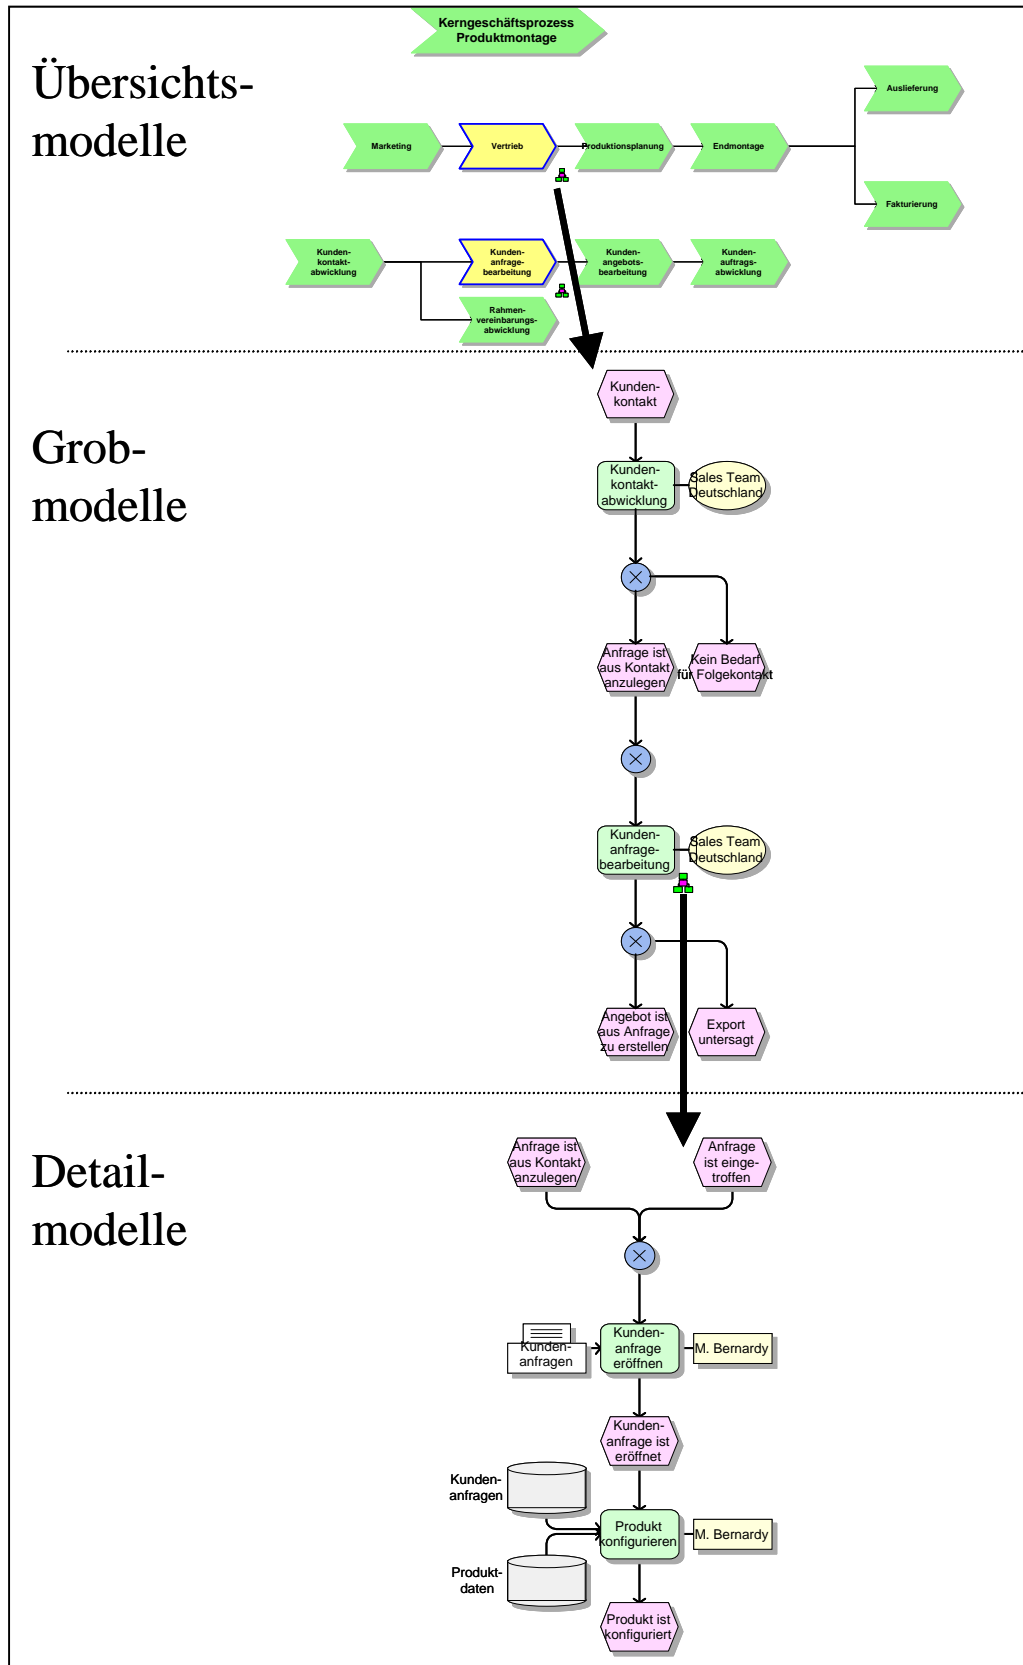 Kerngeschäftsprozess
Produktmontage
Übersichts-
modelle
Auslieferung
Marketing
Vertrieb
Produktionsplanung
Endmontage
Fakturierung
Kunden-
kontakt-
abwicklung
Kunden-
anfrage-
bearbeitung
Kunden-
angebots-
bearbeitung
Kunden-
auftrags-
abwicklung
Rahmen-
vereinbarungs-
abwicklung
Grob-
modelle
Kunden-
kontakt
Kunden-
kontakt-
abwicklung
Sales Team
Deutschland
Anfrage ist
aus Kontakt
anzulegen
Kein Bedarf
für Folgekontakt
Kunden-
anfrage-
bearbeitung
Sales Team
Deutschland
Angebot ist
aus Anfrage
zu erstellen
Export
untersagt
Detail-
modelle
Anfrage ist
aus Kontakt
anzulegen
Anfrage
ist einge-
troffen
Kunden-
anfragen
Kunden-
anfrage
eröffnen
M. Bernardy
Kunden-
anfrage ist
eröffnet
Kunden-
anfragen
Produkt
konfigurieren
M. Bernardy
Produkt-
daten
Produkt ist
konfiguriert